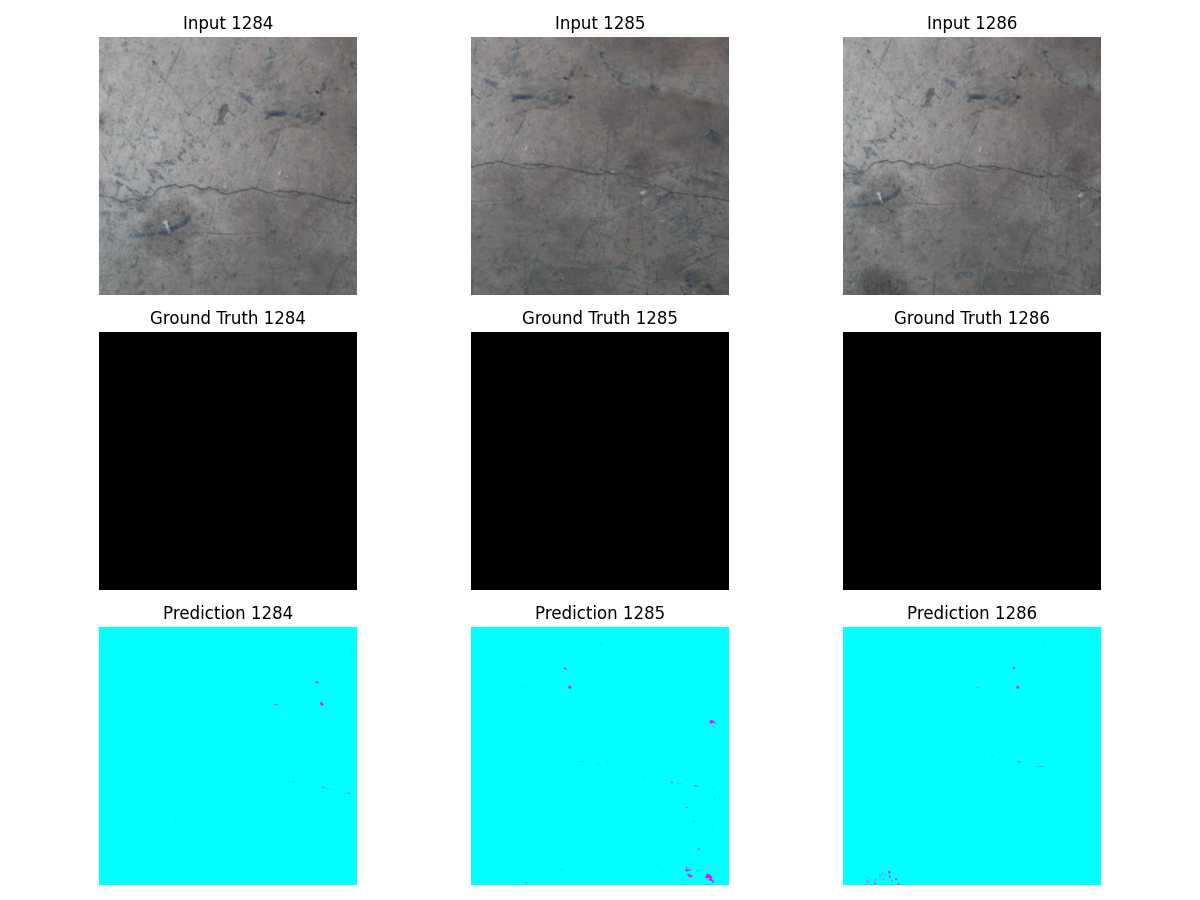 Input 1284
Input 1285
Input 1286
Ground Truth 1284
Ground Truth 1285
Ground Truth 1286
Prediction 1284
Prediction 1285
Prediction 1286